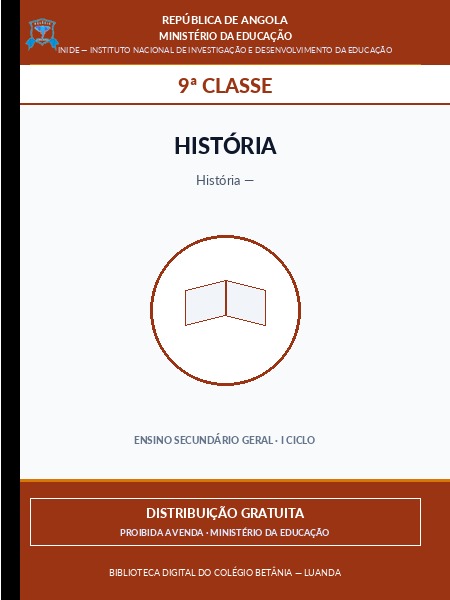 REPÚBLICA DE ANGOLA
MINISTÉRIO DA EDUCAÇÃO
INIDE — INSTITUTO NACIONAL DE INVESTIGAÇÃO E DESENVOLVIMENTO DA EDUCAÇÃO
9ª CLASSE
HISTÓRIA
História —
ENSINO SECUNDÁRIO GERAL · I CICLO
DISTRIBUIÇÃO GRATUITA
PROIBIDA A VENDA · MINISTÉRIO DA EDUCAÇÃO
BIBLIOTECA DIGITAL DO COLÉGIO BETÂNIA — LUANDA